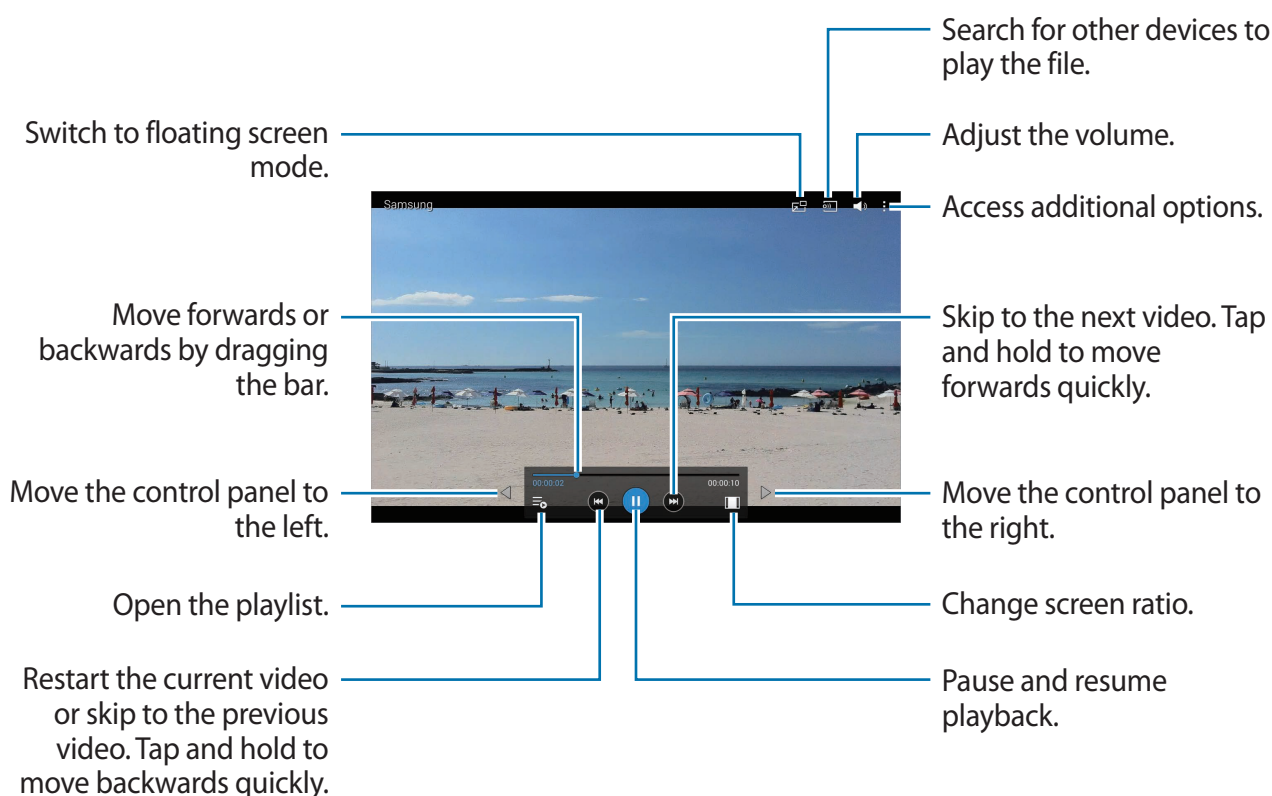 Search for other devices to
play the file.
Switch to floating screen
mode.
Adjust the volume.
Samsung
Access additional options.
Move forwards or
backwards by dragging
the bar.
Skip to the next video. Tap
and hold to move
forwards quickly.
00:00:02
00:00:10
Move the control panel to
the left.
Move the control panel to
the right.
Open the playlist.
Change screen ratio.
Restart the current video
or skip to the previous
video. Tap and hold to
move backwards quickly.
Pause and resume
playback.